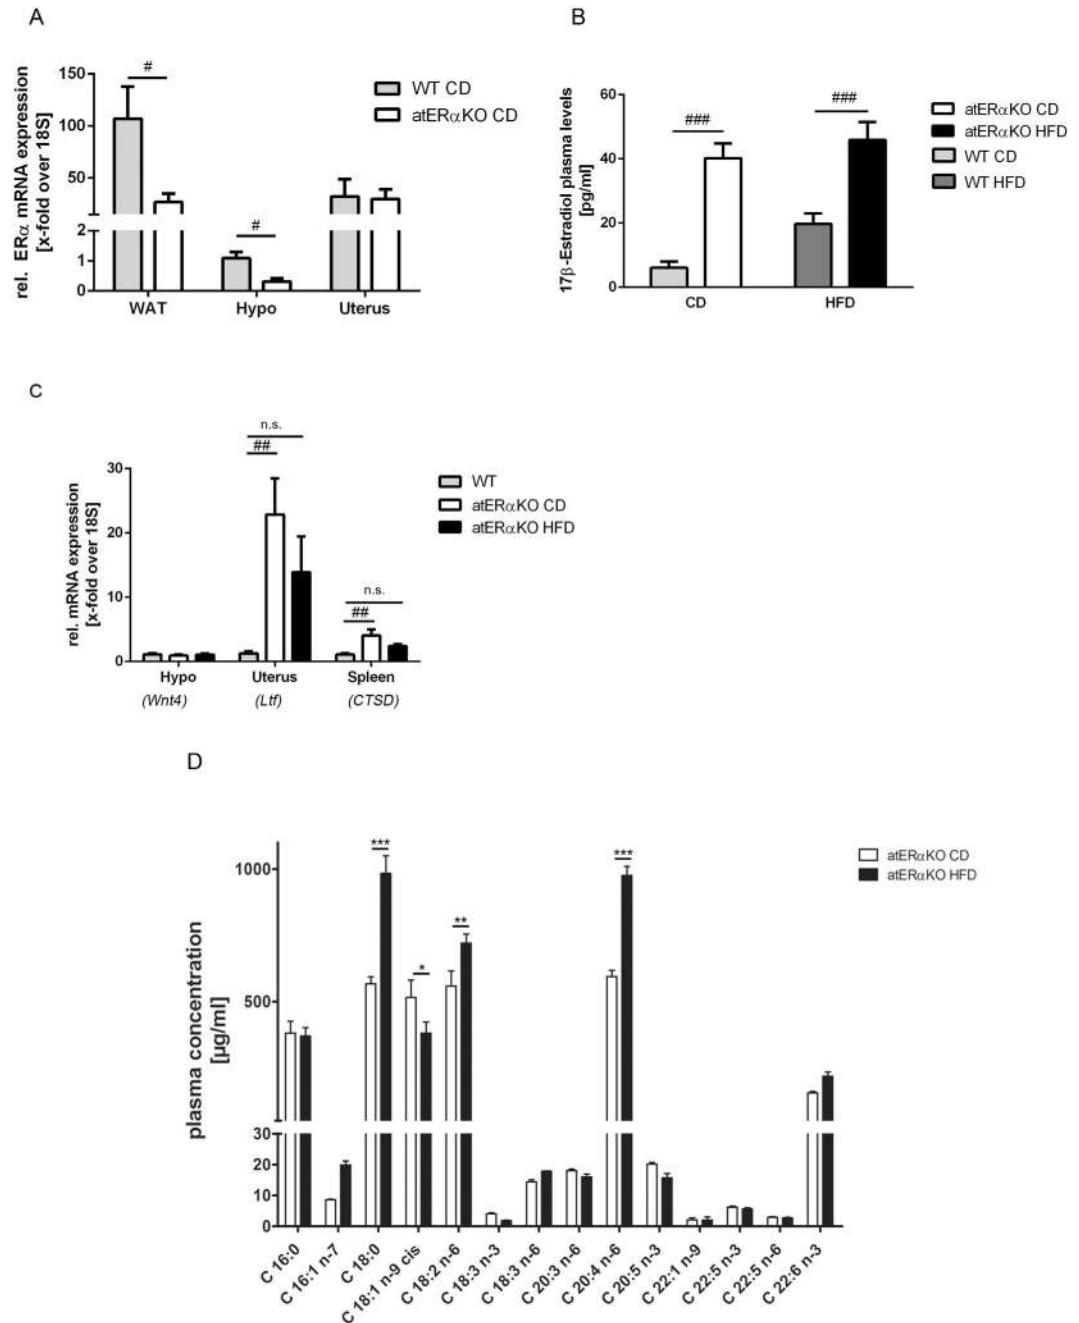 A
rel. ERα mRNA expression
[x-fold over 18S]
150
100
50
2
1
0
#
#
WAT
Hypo
Uterus
WT CD
atERαKO CD
B
17β-Estradiol plasma levels
[pg/ml]
60
40
20
0
###
###
CD
HFD
atERαKO CD
atERαKO HFD
WT CD
WT HFD
C
rel. mRNA expression
[x-fold over 18S]
30
20
10
0
n.s.
##
n.s.
##
Hypo
Uterus
Spleen
(Wnt4)
(Ltf)
(CTSD)
WT
atERαKO CD
atERαKO HFD
D
plasma concentration
[µg/ml]
1000
500
30
20
10
0
***
*
**
***
atERαKO CD
atERαKO HFD
C 16:0
C 16:1 n-7
C 18:0
C 18:1 n-9 cis
C 18:2 n-6
C 18:3 n-3
C 18:3 n-6
C 20:3 n-6
C 20:4 n-6
C 20:5 n-3
C 22:1 n-9
C 22:5 n-3
C 22:5 n-6
C 22:6 n-3